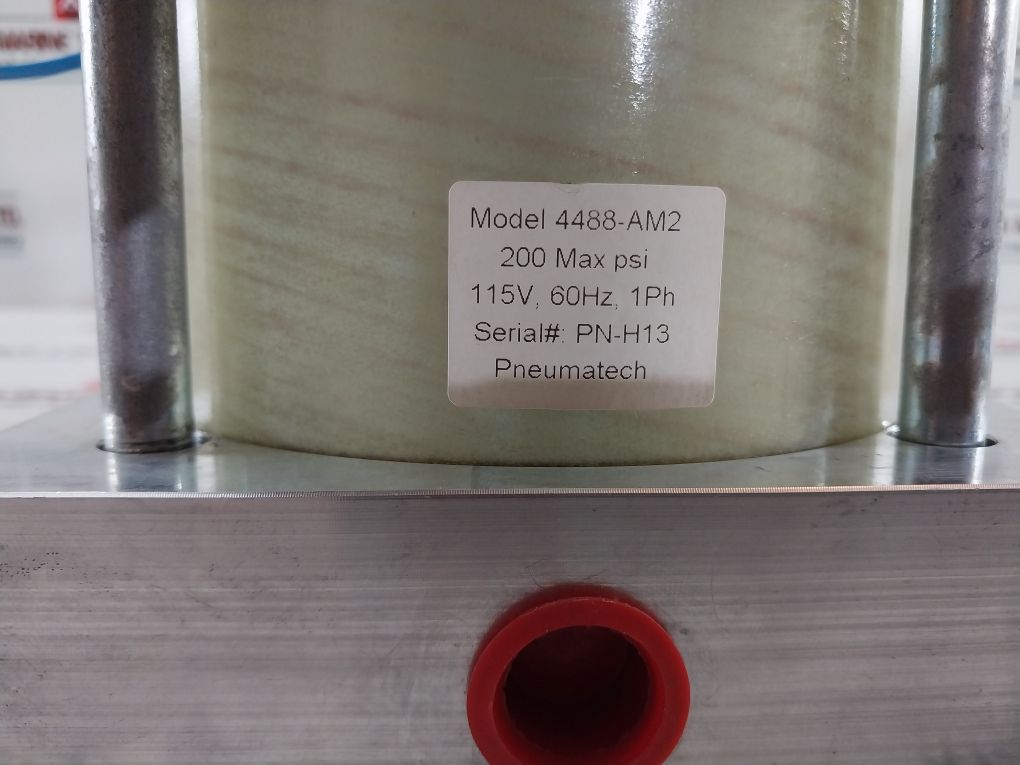 Model 4488-AM2
200 Max psi
115V, 60Hz, 1Ph
Serial#: PN-H13
Pneumatech